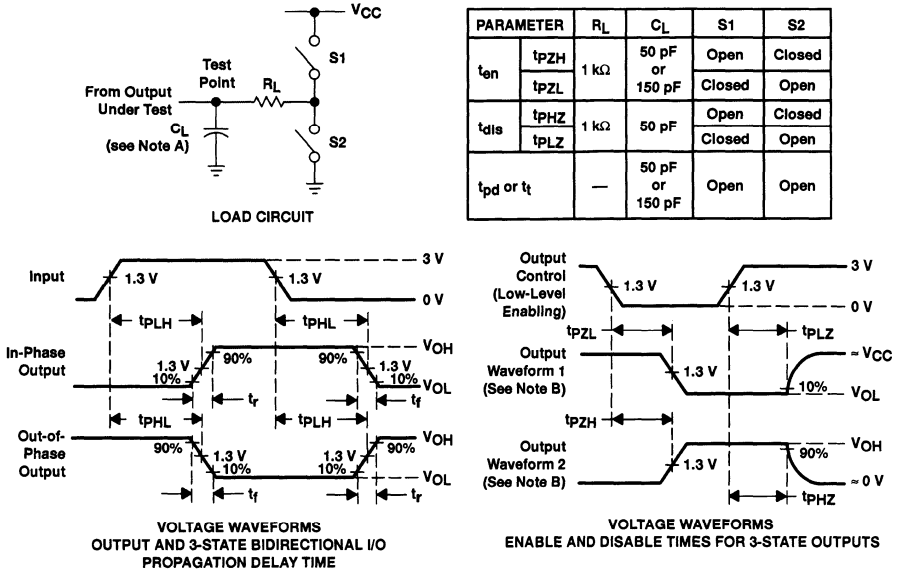 VCC
S1
Test
Point
RL
From Output
Under Test
CL
(see Note A)
S2
LOAD CIRCUIT
PARAMETER RL CL S1 S2
ten tPZH 1 kΩ 50 pF or 150 pF Open Closed
tPZL Closed Open
tdis tPHZ 1 kΩ 50 pF Open Closed
tPLZ Closed Open
tpd or tt — 50 pF or 150 pF Open Open
Input 1.3 V 1.3 V 3 V
0 V
tPLH tPHL
In-Phase
Output
1.3 V 90% 90% 1.3 V VOH
10% 10% VOL
tr tf
tPHL tPLH
Out-of-
Phase
Output
90% 1.3 V 1.3 V 90% VOH
10% 10% VOL
tf tr
VOLTAGE WAVEFORMS
OUTPUT AND 3-STATE BIDIRECTIONAL I/O
PROPAGATION DELAY TIME
Output
Control
(Low-Level
Enabling)
1.3 V 1.3 V 3 V
0 V
tPZL tPLZ
Output
Waveform 1
(See Note B)
1.3 V ≈ VCC
10% VOL
tPZH
Output
Waveform 2
(See Note B)
1.3 V 90% VOH
≈ 0 V
tPHZ
VOLTAGE WAVEFORMS
ENABLE AND DISABLE TIMES FOR 3-STATE OUTPUTS